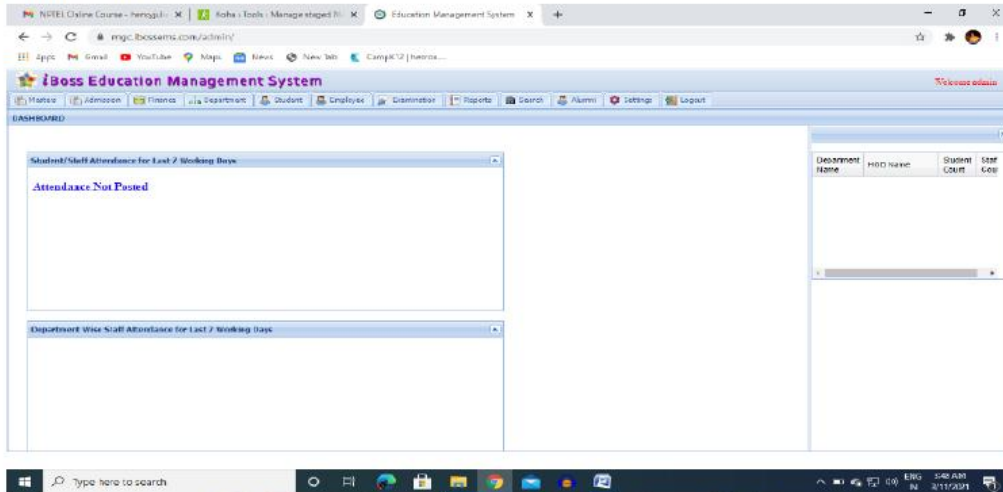 NPTEL Online Course -
Koha › Tools › Manage staged
Education Management System
mgc.ibossems.com/admin/
Apps
Gmail
YouTube
Maps
News
New Tab
CampK12 |
iBoss Education Management System
Welcome admin
Masters
Admission
Finance
Department
Student
Employee
Examination
Reports
Search
Alumni
Settings
Logout
DASHBOARD
Student/Staff Attendance for Last 7 Working Days
Attendance Not Posted
Department Name
HOD Name
Student Count
Staf
Cou
Department Wise Staff Attendance for Last 7 Working Days
Type here to search
ENG
IN
5:48 AM
3/11/2021